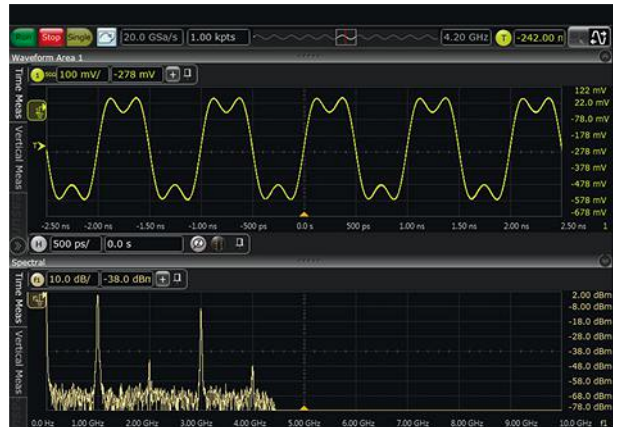 Run Stop Single 20.0 GSa/s 1.00 kpts 4.20 GHz T -242.00 n
Waveform Area 1
1 50Ω 100 mV/ -278 mV +
Time Meas
Vertical Meas
122 mV
22.0 mV
-78.0 mV
-178 mV
-278 mV
-378 mV
-478 mV
-578 mV
-678 mV
T
-2.50 ns -2.00 ns -1.50 ns -1.00 ns -500 ps 0.0 s 500 ps 1.00 ns 1.50 ns 2.00 ns 2.50 ns 1
H 500 ps/ 0.0 s
Spectral
f1 10.0 dB/ -38.0 dBm +
Time Meas
Vertical Meas
2.00 dBm
-8.00 dBm
-18.0 dBm
-28.0 dBm
-38.0 dBm
-48.0 dBm
-58.0 dBm
-68.0 dBm
-78.0 dBm
0.0 Hz 1.00 GHz 2.00 GHz 3.00 GHz 4.00 GHz 5.00 GHz 6.00 GHz 7.00 GHz 8.00 GHz 9.00 GHz 10.0 GHz f1